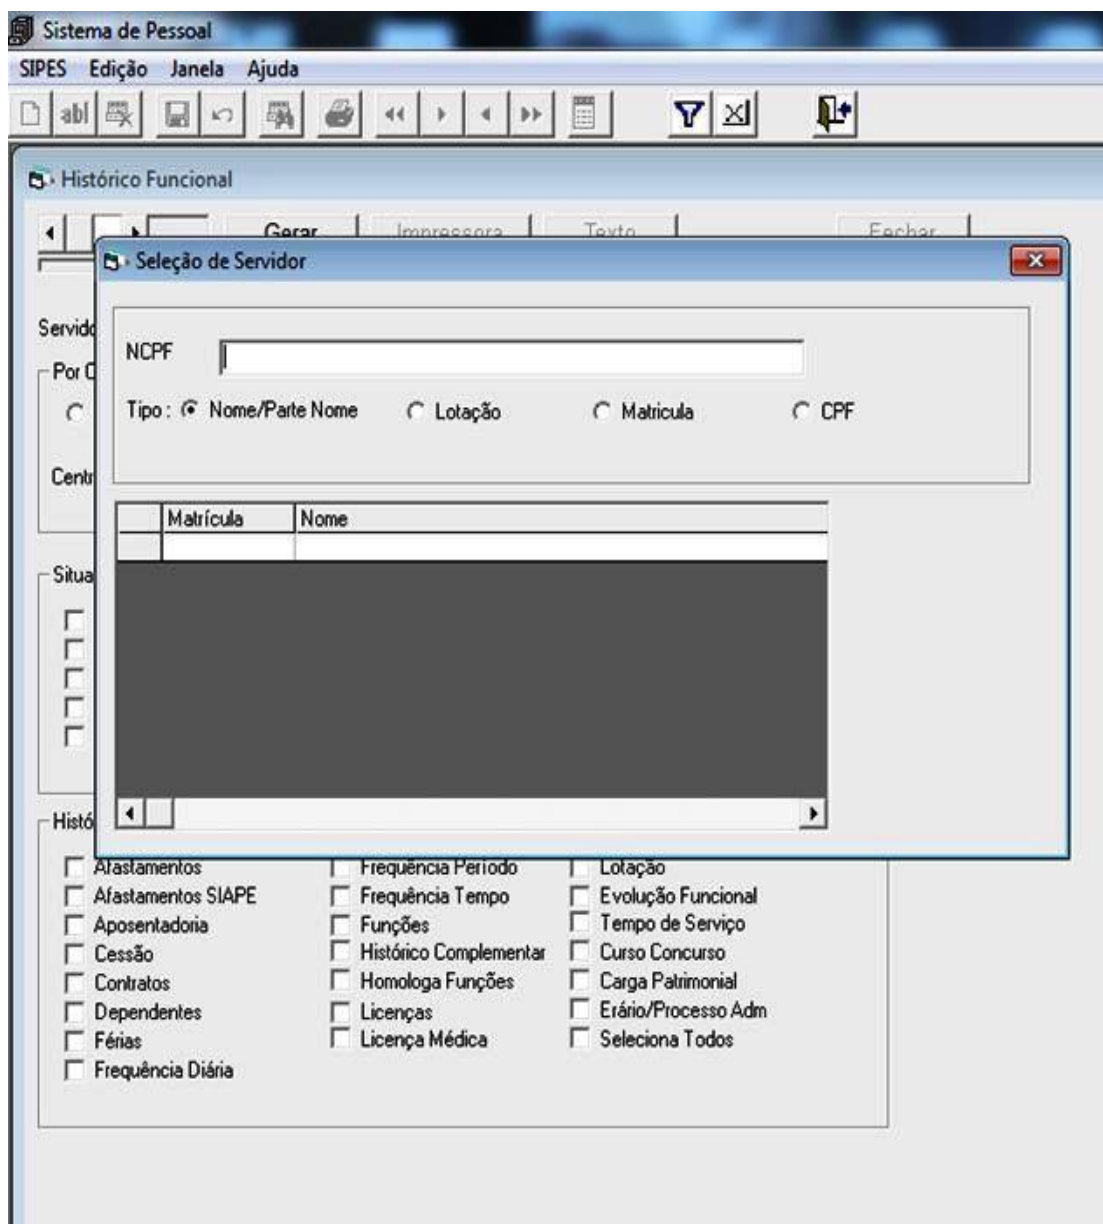 Sistema de Pessoal
SIPES Edição Janela Ajuda
abl
Histórico Funcional
Gerar Impressora Texto Fechar
Seleção de Servidor
NCPF
Por
Tipo : Nome/Parte Nome Lotação Matricula CPF
Matrícula Nome
Afastamentos Frequência Período Lotação
Afastamentos SIAPE Frequência Tempo Evolução Funcional
Aposentadoria Funções Tempo de Serviço
Cessão Histórico Complementar Curso Concurso
Contratos Homologa Funções Carga Patrimonial
Dependentes Licenças Erário/Processo Adm
Férias Licença Médica Seleciona Todos
Frequência Diária